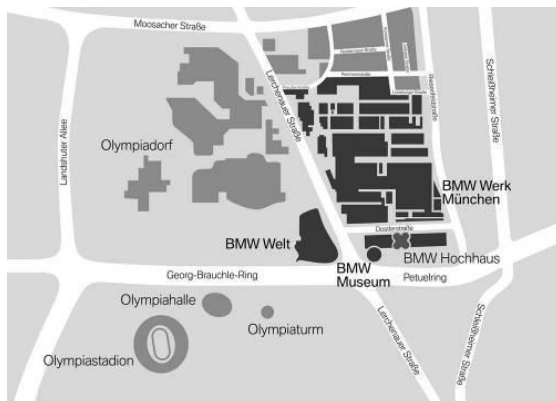 Moosacher Straße
Lerchenauer Straße
Riesenfeldstraße
Schleißheimer Straße
Landshuter Allee
Olympiadorf
BMW Werk
München
Dostlerstraße
BMW Welt
BMW Hochhaus
BMW
Museum
Georg-Brauchle-Ring
Petuelring
Olympiahalle
Olympiaturm
Olympiastadion
Lerchenauer Straße
Schleißheimer Straße